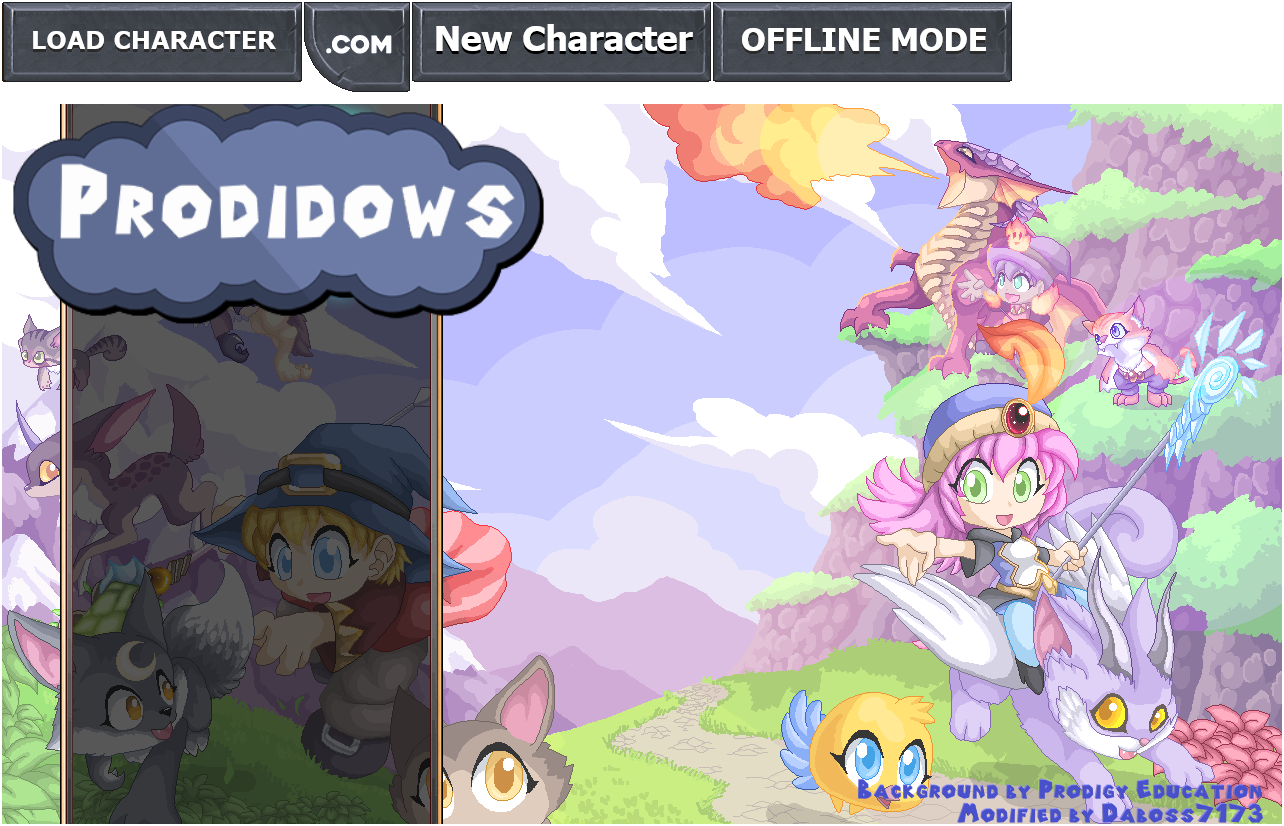 LOAD CHARACTER
.COM
New Character
OFFLINE MODE
PRODIDOWS
BACKGROUND BY PRODIGY EDUCATION
MODIFIED BY DABOSS7173